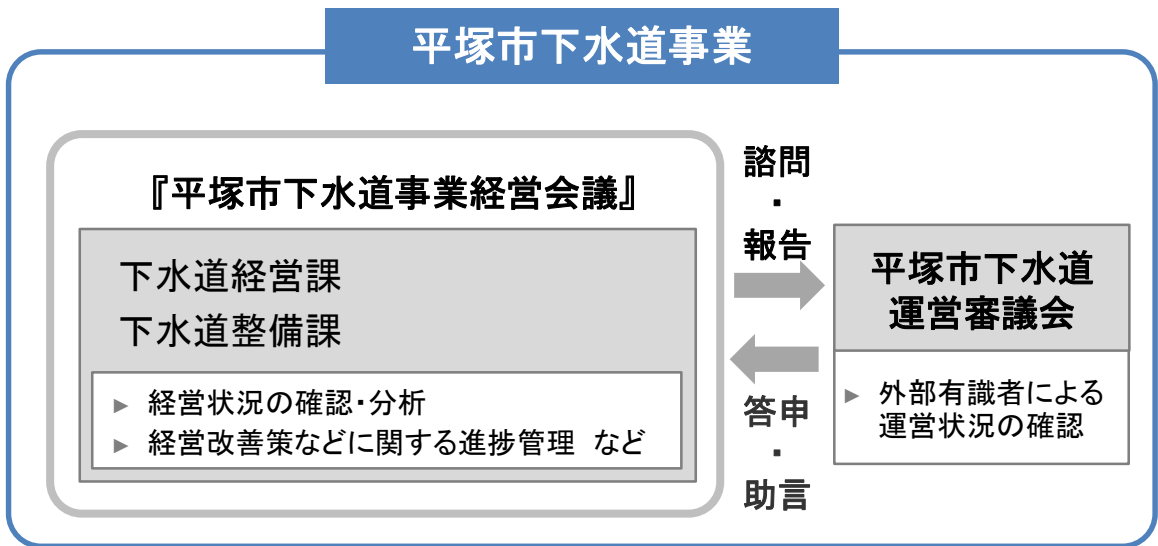 平塚市下水道事業
『平塚市下水道事業経営会議』
下水道経営課
下水道整備課
► 経営状況の確認・分析
► 経営改善策などに関する進捗管理 など
諮問
・
報告
答申
・
助言
平塚市下水道
運営審議会
► 外部有識者による
運営状況の確認